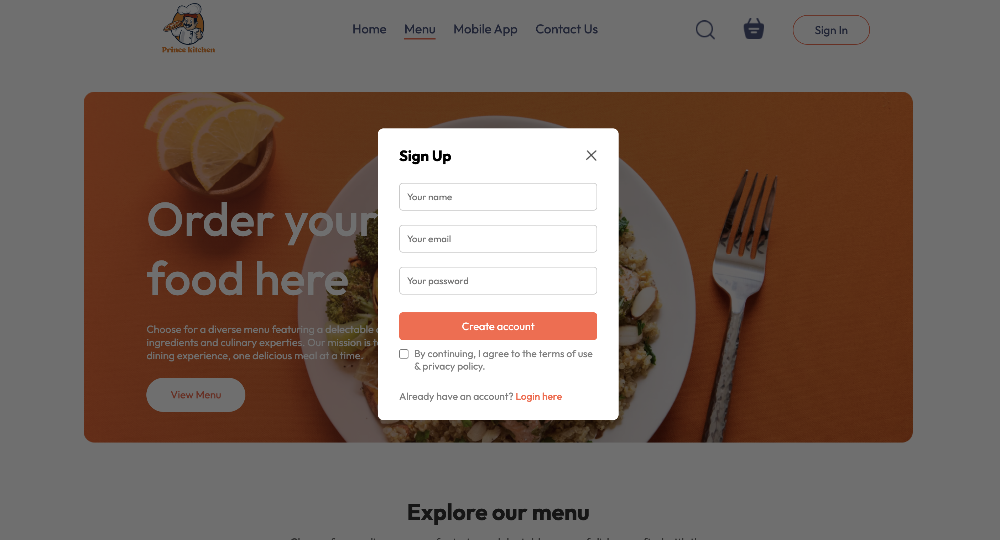 Prince kitchen
Home Menu Mobile App Contact Us
Sign In
Order your
food here
Choose for a diverse menu featuring a delectable
ingredients and culinary experties. Our mission is
dining experience, one delicious meal at a time.
View Menu
Sign Up
Your name
Your email
Your password
Create account
By continuing, I agree to the terms of use
& privacy policy.
Already have an account? Login here
Explore our menu